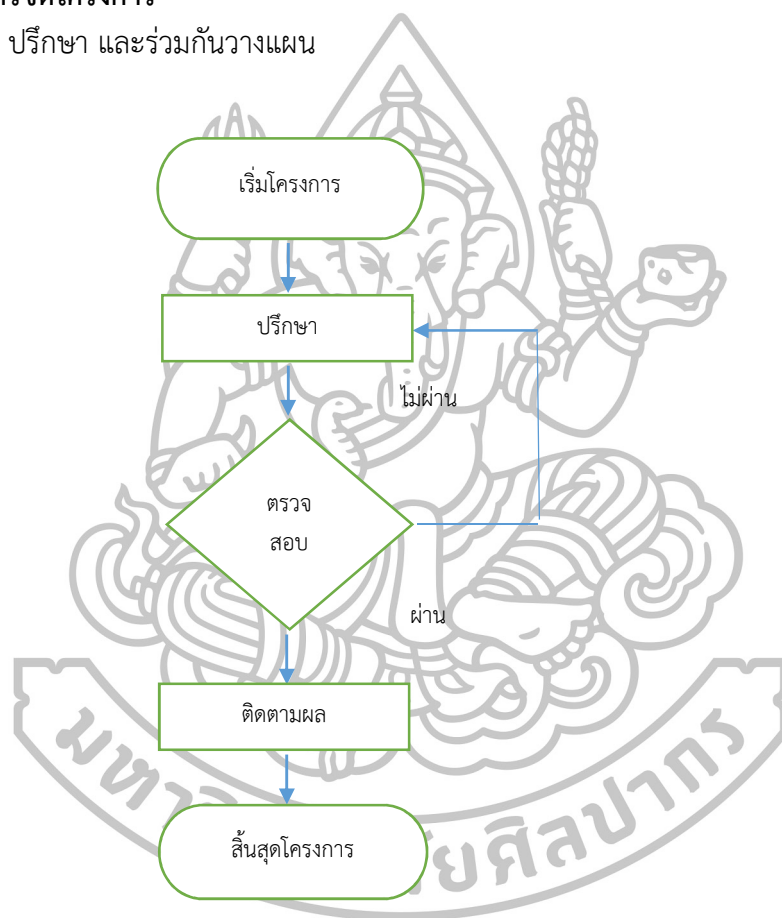 ปรึกษา และร่วมกันวางแผน
เริ่มโครงการ
ปรึกษา
ไม่ผ่าน
ตรวจ
สอบ
ผ่าน
ติดตามผล
สิ้นสุดโครงการ